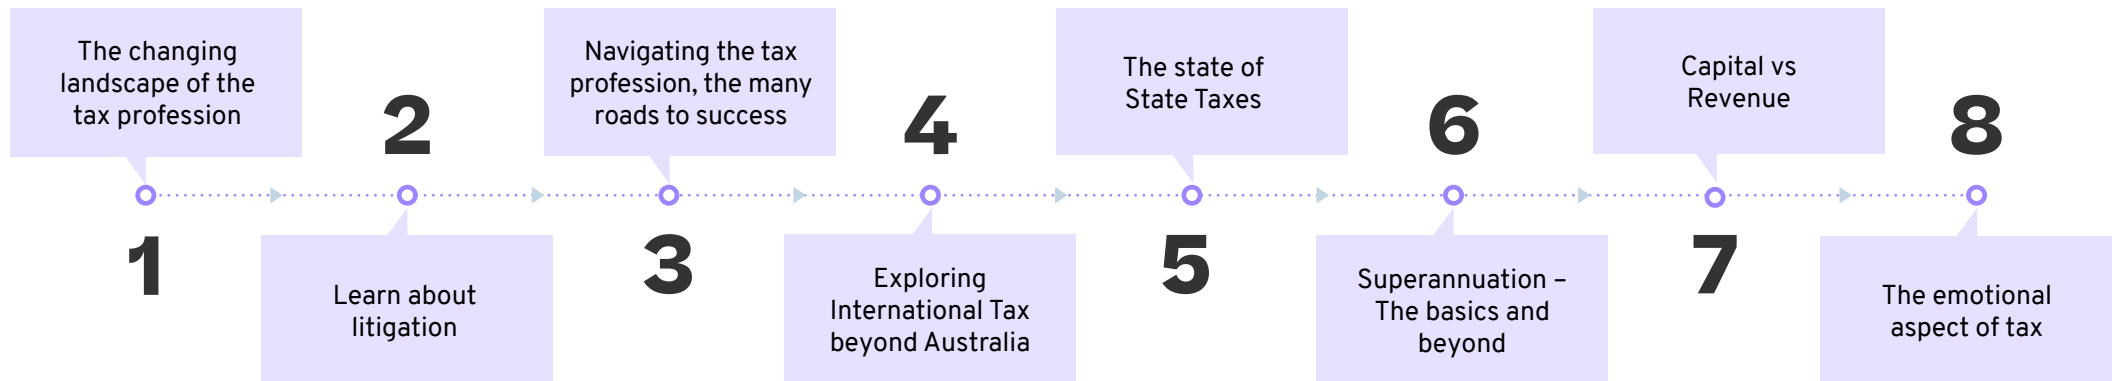 The changing
landscape of the
tax profession
1
2
Learn about
litigation
Navigating the tax
profession, the many
roads to success
3
4
Exploring
International Tax
beyond Australia
The state of
State Taxes
5
6
Superannuation –
The basics and
beyond
Capital vs
Revenue
7
8
The emotional
aspect of tax